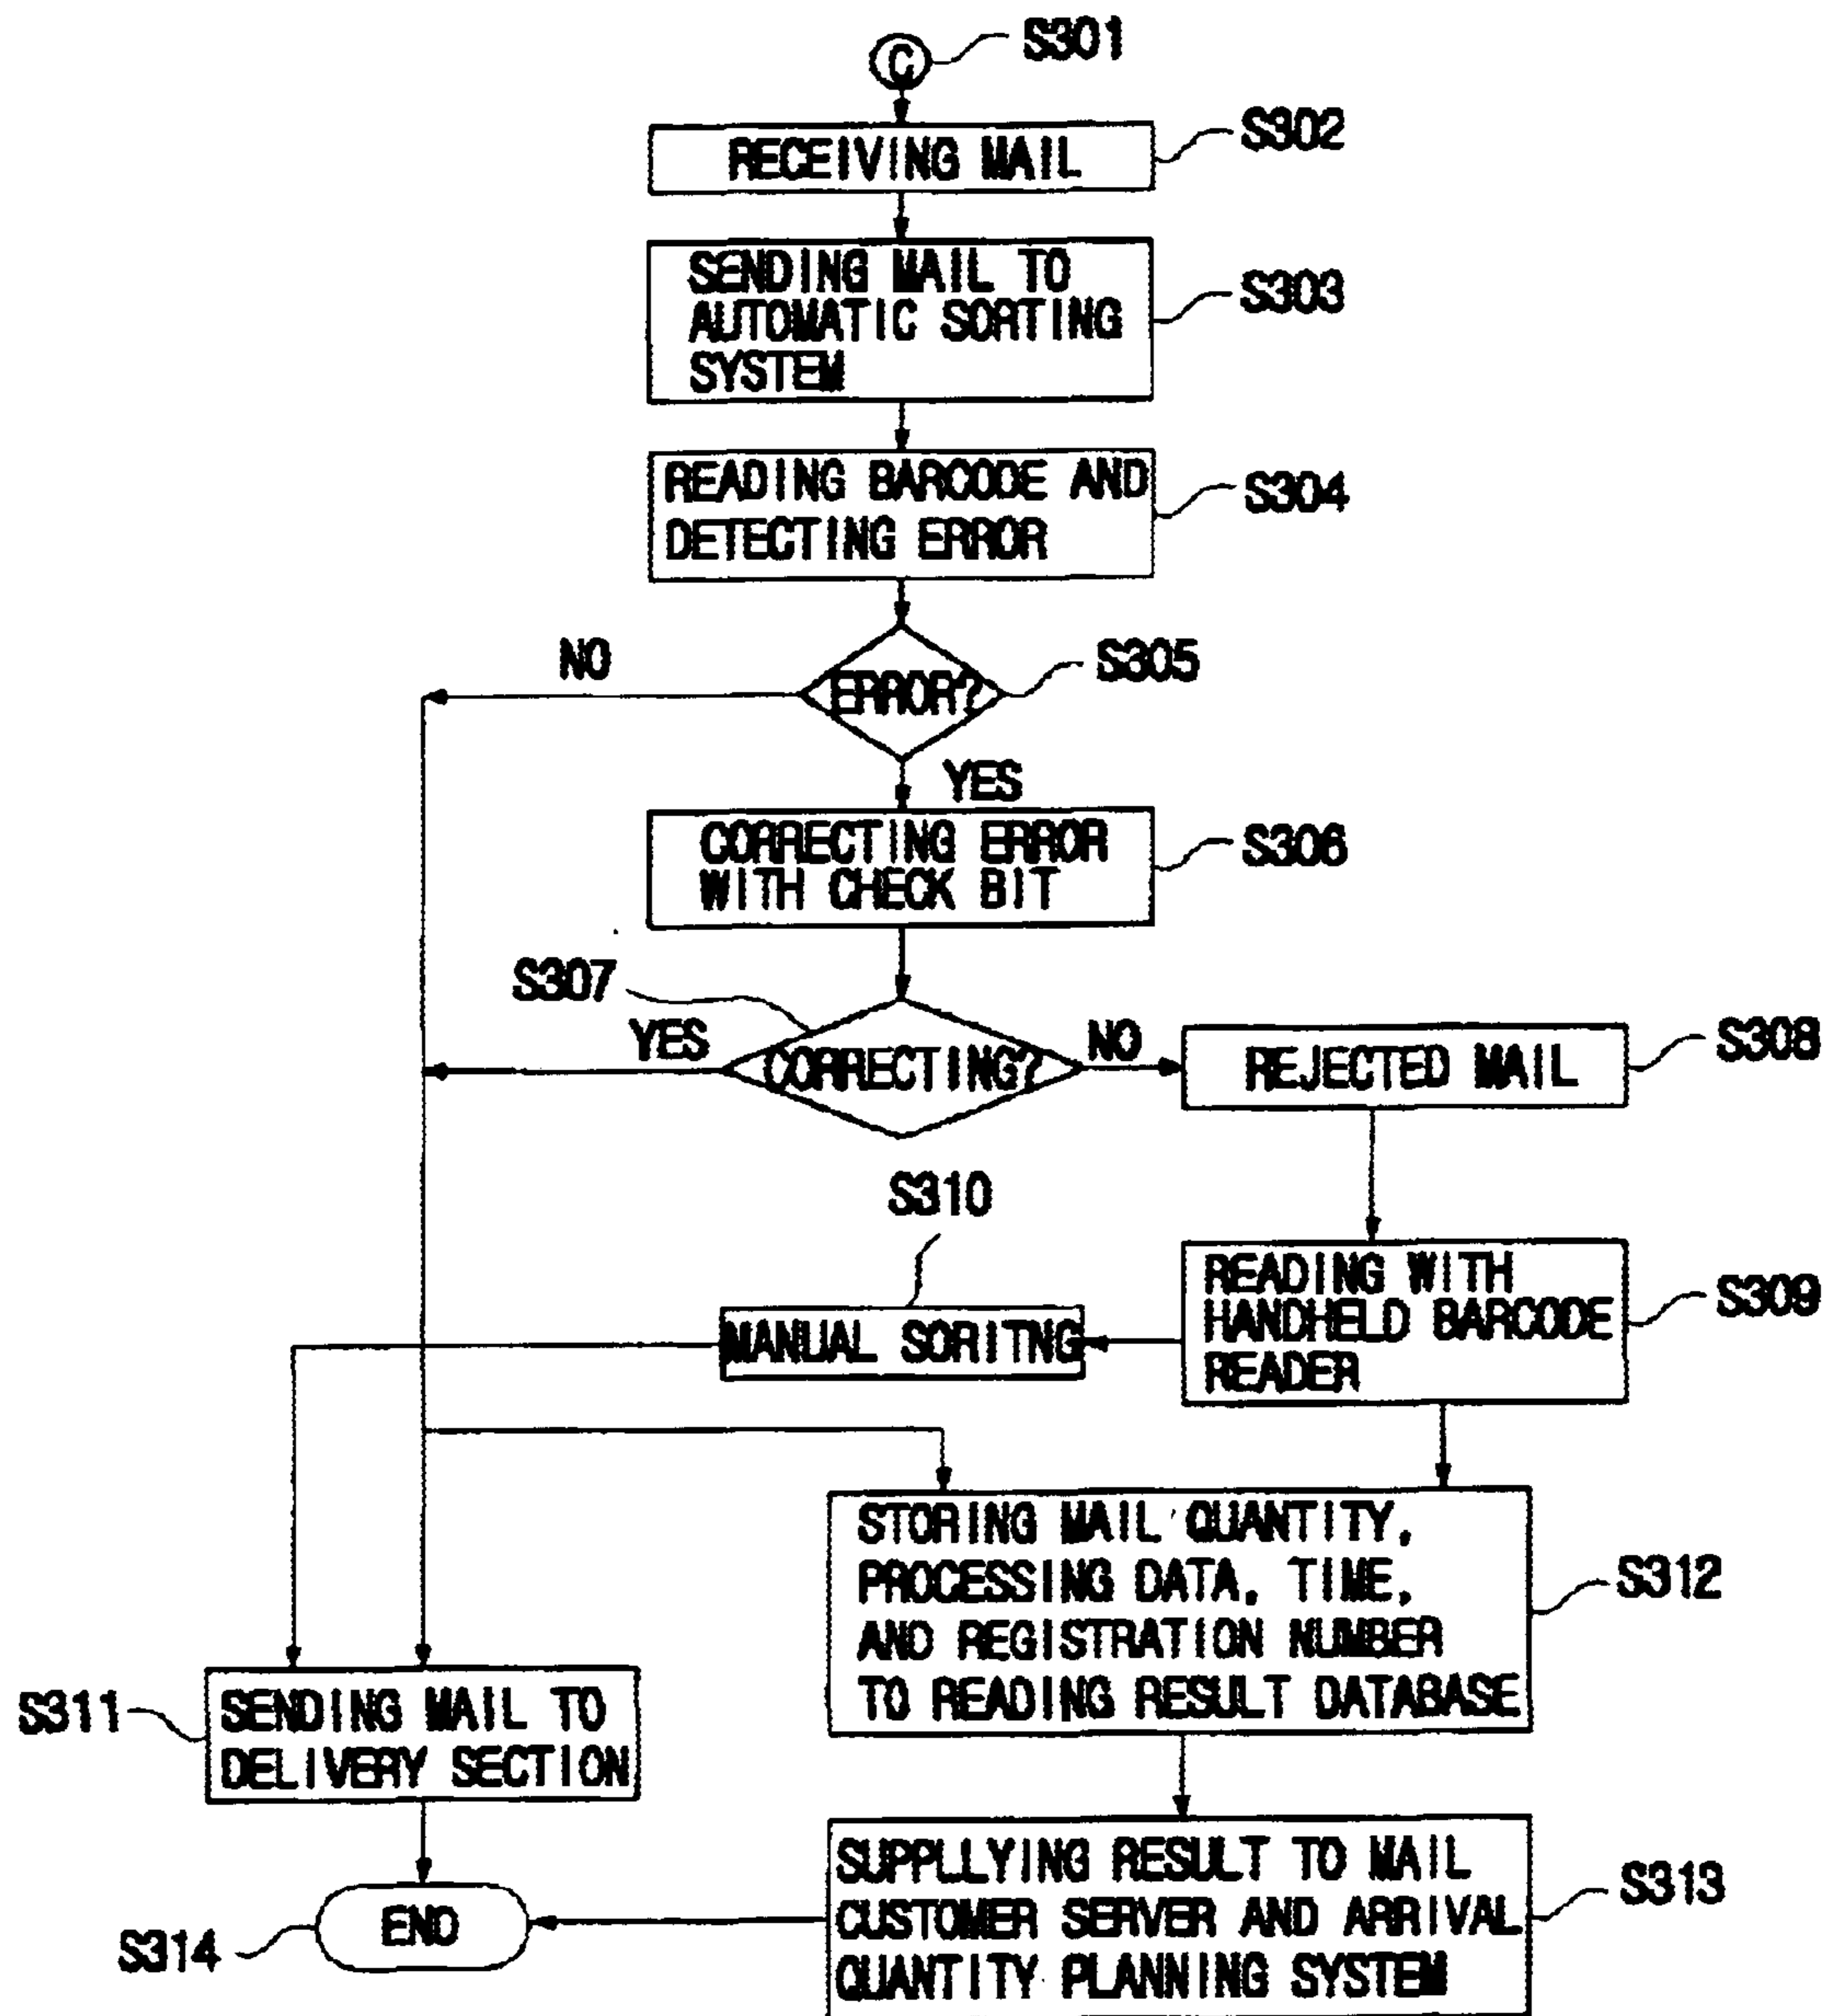 C
S301
RECEIVING MAIL
S302
SENDING MAIL TO
AUTOMATIC SORTING
SYSTEM
S303
READING BARCODE AND
DETECTING ERROR
S304
NO
ERROR?
S305
YES
CORRECTING ERROR
WITH CHECK BIT
S306
S307
YES
CORRECTING?
NO
REJECTED MAIL
S308
S310
MANUAL SORITNG
READING WITH
HANDHELD BARCODE
READER
S309
STORING MAIL QUANTITY,
PROCESSING DATA, TIME,
AND REGISTRATION NUMBER
TO READING RESULT DATABASE
S312
S311
SENDING MAIL TO
DELIVERY SECTION
SUPPLLYING RESULT TO MAIL
CUSTOMER SERVER AND ARRIVAL
QUANTITY PLANNING SYSTEM
S313
S314
END